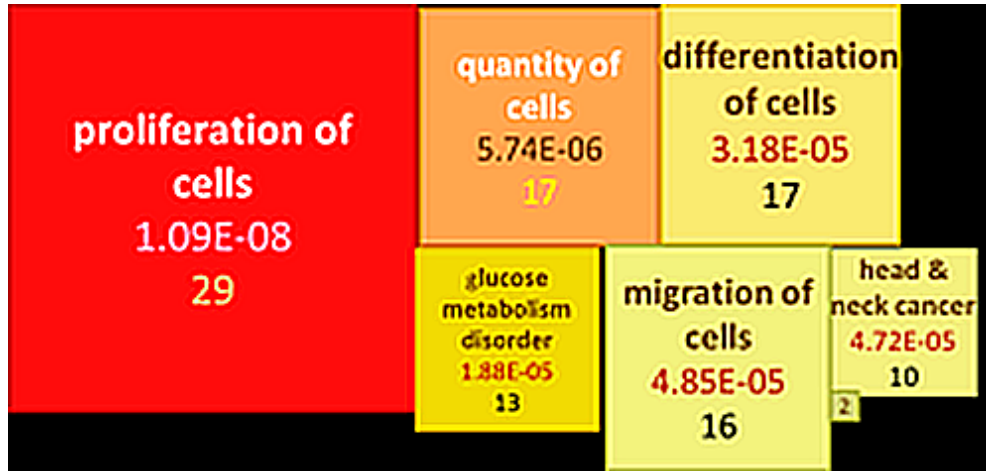 proliferation of
cells
1.09E-08
29
quantity of
cells
5.74E-06
17
differentiation
of cells
3.18E-05
17
glucose
metabolism
disorder
1.88E-05
13
migration of
cells
4.85E-05
16
head &
neck cancer
4.72E-05
10
2